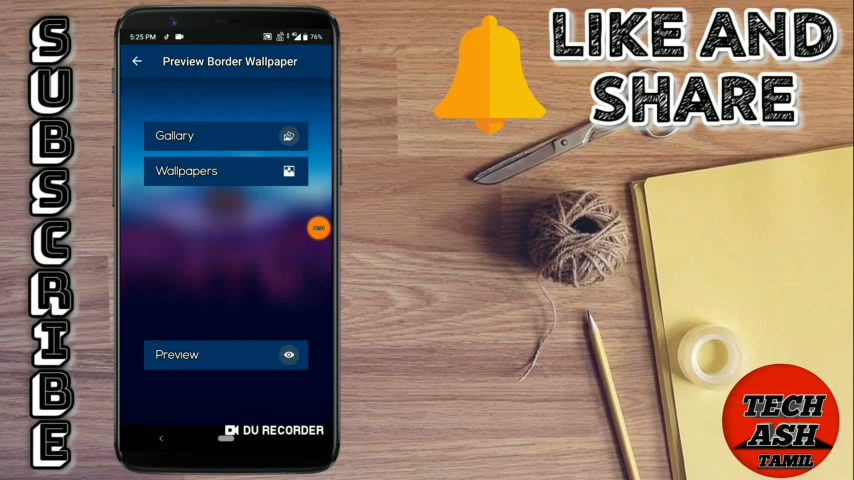 SUBSCRIBE
5:25 PM
76%
Preview Border Wallpaper
Gallary
Wallpapers
Preview
DU RECORDER
LIKE AND
SHARE
TECH
ASH
TAMIL